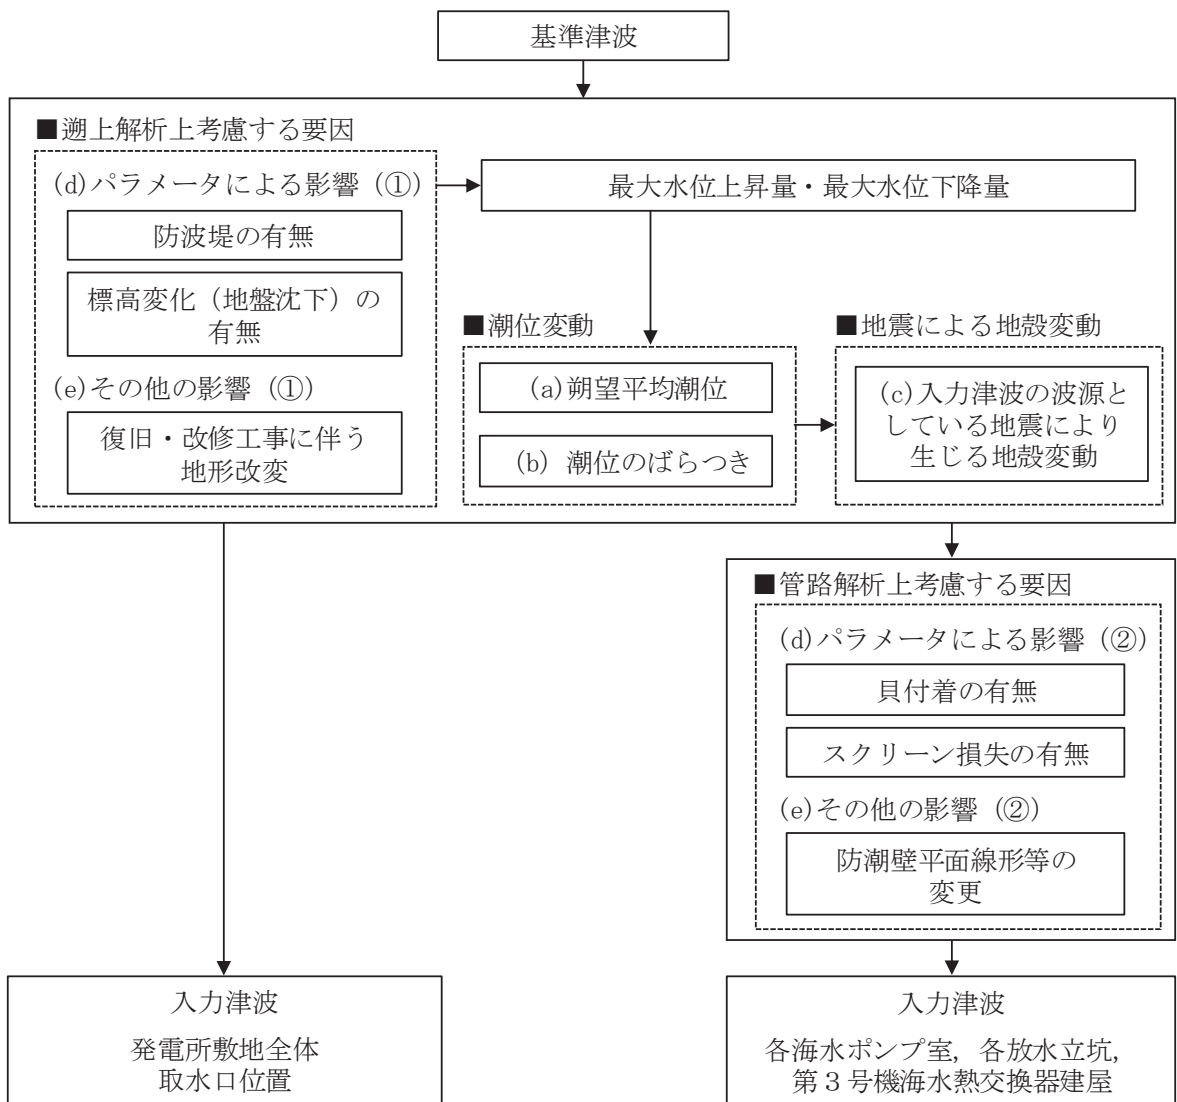 基準津波
■遡上解析上考慮する要因
(d)パラメータによる影響（①）
防波堤の有無
標高変化（地盤沈下）の
有無
(e)その他の影響（①）
復旧・改修工事に伴う
地形改変
最大水位上昇量・最大水位下降量
■潮位変動
(a)朔望平均潮位
(b) 潮位のばらつき
■地震による地殻変動
(c)入力津波の波源と
している地震により
生じる地殻変動
■管路解析上考慮する要因
(d)パラメータによる影響（②）
貝付着の有無
スクリーン損失の有無
(e)その他の影響（②）
防潮壁平面線形等の
変更
入力津波
発電所敷地全体
取水口位置
入力津波
各海水ポンプ室，各放水立坑，
第３号機海水熱交換器建屋